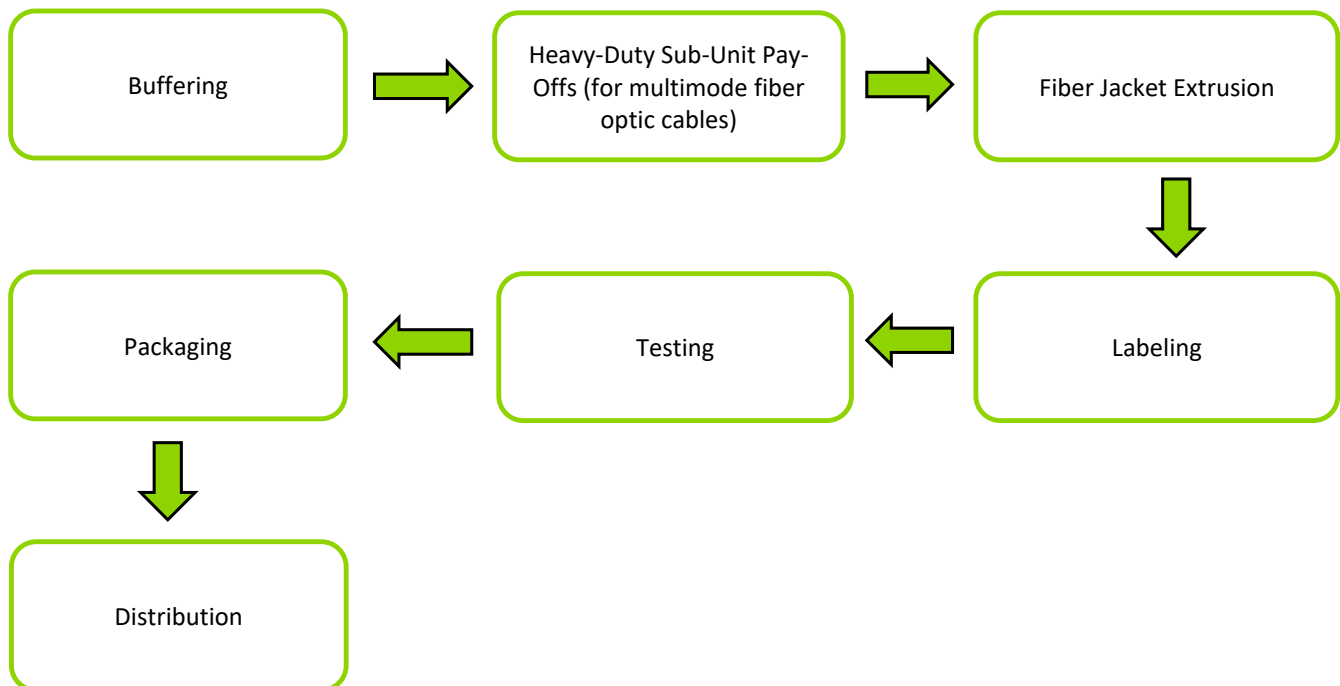 Buffering
Heavy-Duty Sub-Unit Pay-
Offs (for multimode fiber
optic cables)
Fiber Jacket Extrusion
Labeling
Testing
Packaging
Distribution